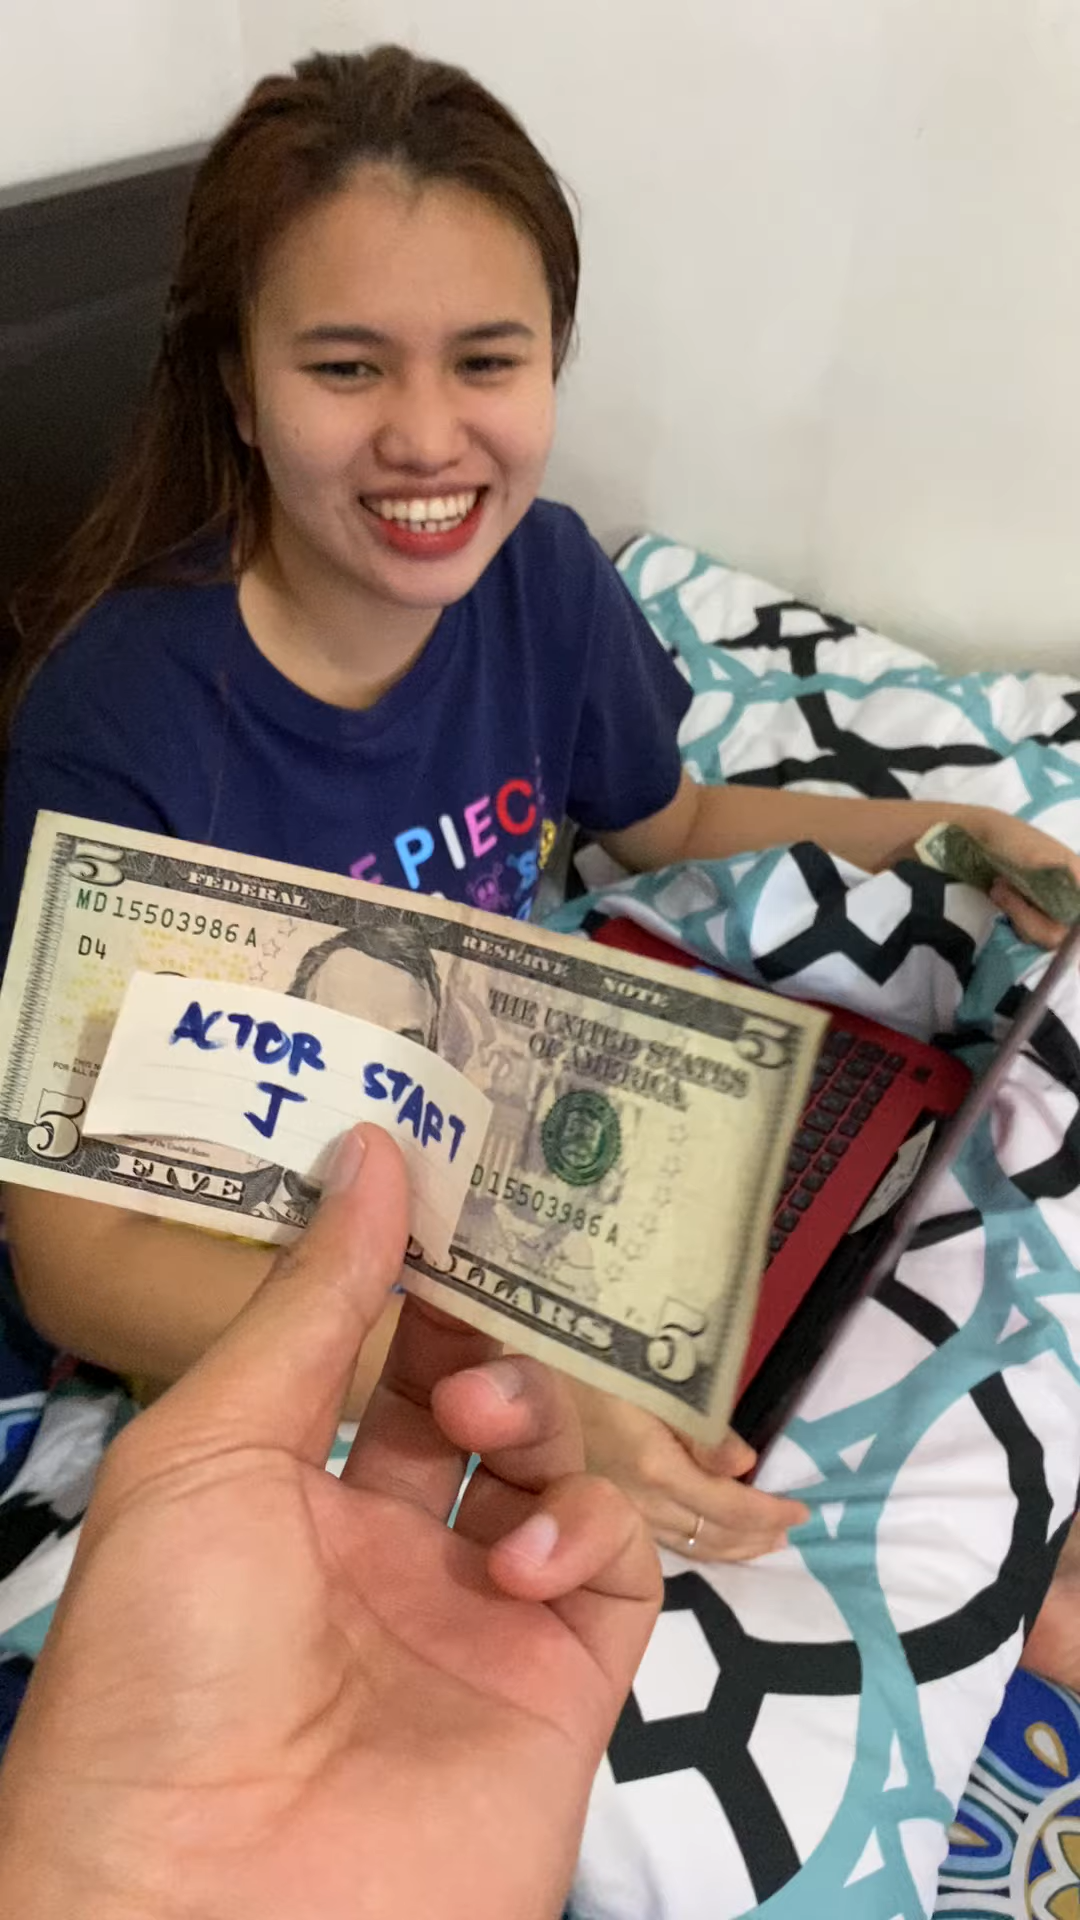 E PIEC
5
FEDERAL RESERVE NOTE
5
MD 15503986 A
D4
THE UNITED STATES
OF AMERICA
ACTOR START
J
D 15503986 A
5
FIVE
DOLLARS
5